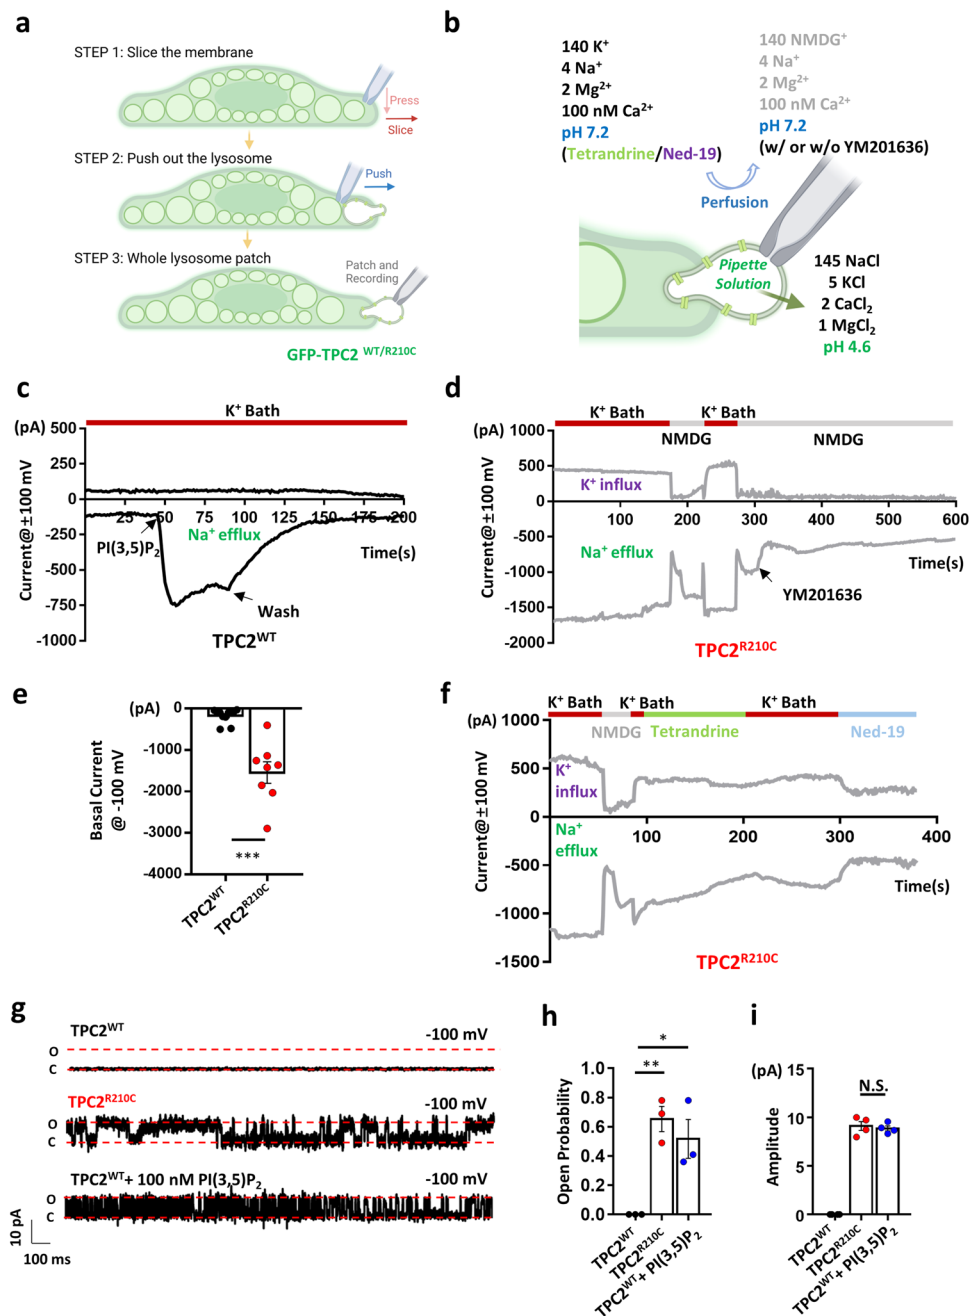 a
STEP 1: Slice the membrane
Press
Slice
STEP 2: Push out the lysosome
Push
STEP 3: Whole lysosome patch
Patch and
Recording
GFP-TPC2 WT/R210C
b
140 K+
4 Na+
2 Mg2+
100 nM Ca2+
pH 7.2
(Tetrandrine/Ned-19)
140 NMDG+
4 Na+
2 Mg2+
100 nM Ca2+
pH 7.2
(w/ or w/o YM201636)
Perfusion
Pipette
Solution
145 NaCl
5 KCl
2 CaCl2
1 MgCl2
pH 4.6
c
K+ Bath
(pA)
500
250
0
-250
-500
-750
-1000
Current@±100 mV
25 50 75 100 125 150 175 200
PI(3,5)P2
Na+ efflux
Time(s)
Wash
TPC2WT
d
K+ Bath
K+ Bath
NMDG
NMDG
(pA)
1000
500
0
-500
-1000
-1500
-2000
Current@±100 mV
K+ influx
100 200 300 400 500 600
Na+ efflux
Time(s)
YM201636
TPC2R210C
e
(pA)
0
-1000
-2000
-3000
-4000
Basal Current
@ -100 mV
***
TPC2WT
TPC2R210C
f
K+ Bath
K+ Bath
K+ Bath
NMDG
Tetrandrine
Ned-19
(pA)
1000
500
0
-500
-1000
-1500
Current@±100 mV
K+
influx
100 200 300 400
Na+
efflux
Time(s)
TPC2R210C
g
TPC2WT
-100 mV
O
C
TPC2R210C
-100 mV
O
C
TPC2WT+ 100 nM PI(3,5)P2
-100 mV
O
C
10 pA
100 ms
h
*
**
1.0
0.8
0.6
0.4
0.2
0.0
Open Probability
TPC2WT
TPC2R210C
TPC2WT+ PI(3,5)P2
i
(pA)
15
10
5
0
Amplitude
N.S.
TPC2WT
TPC2R210C
TPC2WT+ PI(3,5)P2